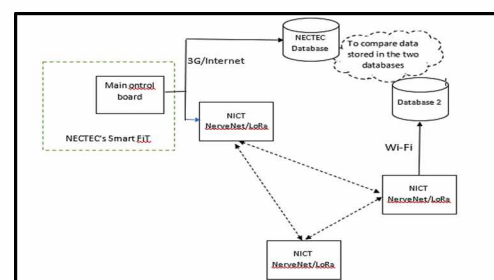 NECTEC
Database
To compare data
stored in the two
databases
3G/Internet
Main ontrol
board
Database 2
NICT
NerveNet/LoRa
NECTEC's Smart FiT.
Wi-Fi
NICT
NerveNet/LoRa
NICT
NerveNet/LoRa